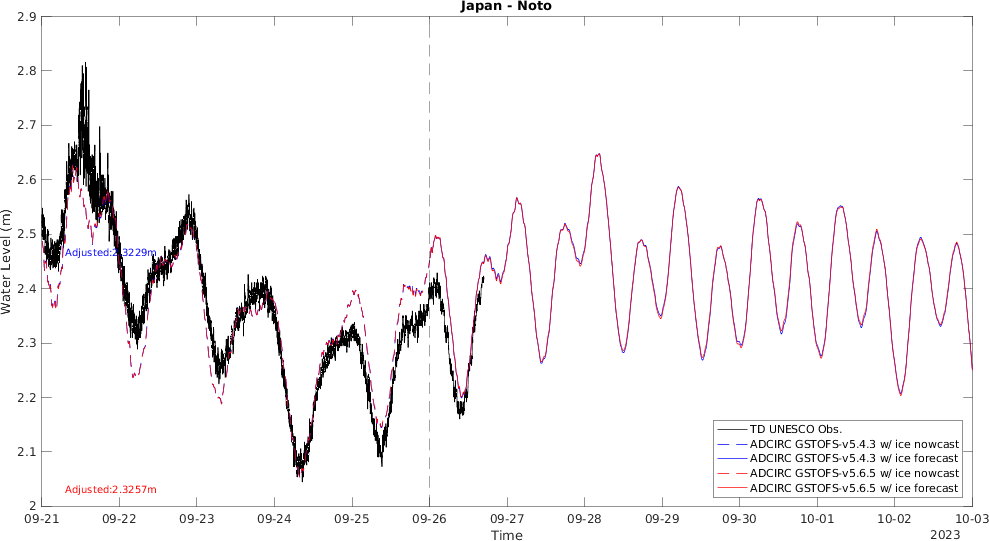 Japan - Noto
Water Level (m)
2.9
2.8
2.7
2.6
2.5
2.4
2.3
2.2
2.1
2
Adjusted:2.3229m
Adjusted:2.3257m
TD UNESCO Obs.
ADCIRC GSTOFS-v5.4.3 w/ ice nowcast
ADCIRC GSTOFS-v5.4.3 w/ ice forecast
ADCIRC GSTOFS-v5.6.5 w/ ice nowcast
ADCIRC GSTOFS-v5.6.5 w/ ice forecast
09-21 09-22 09-23 09-24 09-25 09-26 09-27 09-28 09-29 09-30 10-01 10-02 10-03
Time
2023